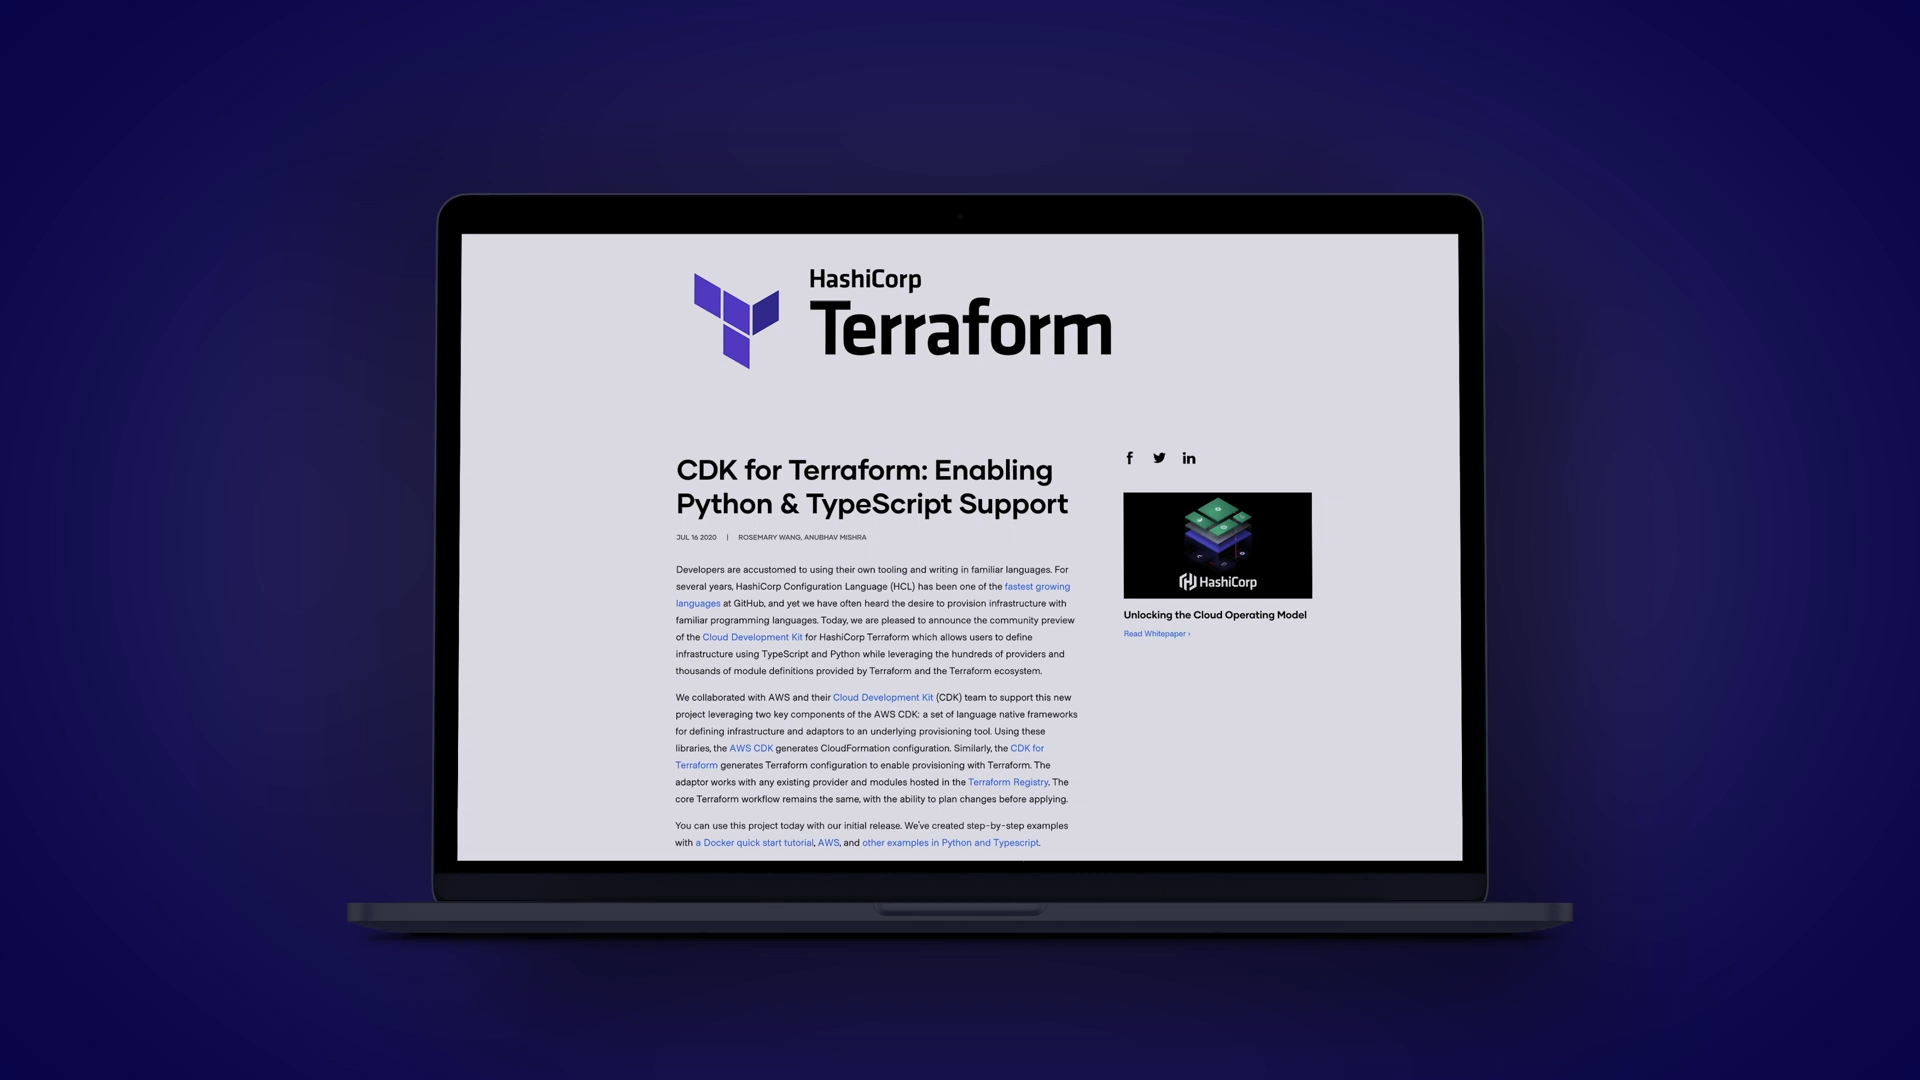 HashiCorp
Terraform
CDK for Terraform: Enabling
Python & TypeScript Support
JUL 16 2020 | ROSEMARY WANG, ANUBHAV MISHRA
Developers are accustomed to using their own tooling and writing in familiar languages. For
several years, HashiCorp Configuration Language (HCL) has been one of the fastest growing
languages at GitHub, and yet we have often heard the desire to provision infrastructure with
familiar programming languages. Today, we are pleased to announce the community preview
of the Cloud Development Kit for HashiCorp Terraform which allows users to define
infrastructure using TypeScript and Python while leveraging the hundreds of providers and
thousands of module definitions provided by Terraform and the Terraform ecosystem.
We collaborated with AWS and their Cloud Development Kit (CDK) team to support this new
project leveraging two key components of the AWS CDK: a set of language native frameworks
for defining infrastructure and adaptors to an underlying provisioning tool. Using these
libraries, the AWS CDK generates CloudFormation configuration. Similarly, the CDK for
Terraform generates Terraform configuration to enable provisioning with Terraform. The
adaptor works with any existing provider and modules hosted in the Terraform Registry. The
core Terraform workflow remains the same, with the ability to plan changes before applying.
You can use this project today with our initial release. We've created step-by-step examples
with a Docker quick start tutorial, AWS, and other examples in Python and Typescript.
f in
HashiCorp
Unlocking the Cloud Operating Model
Read Whitepaper ›